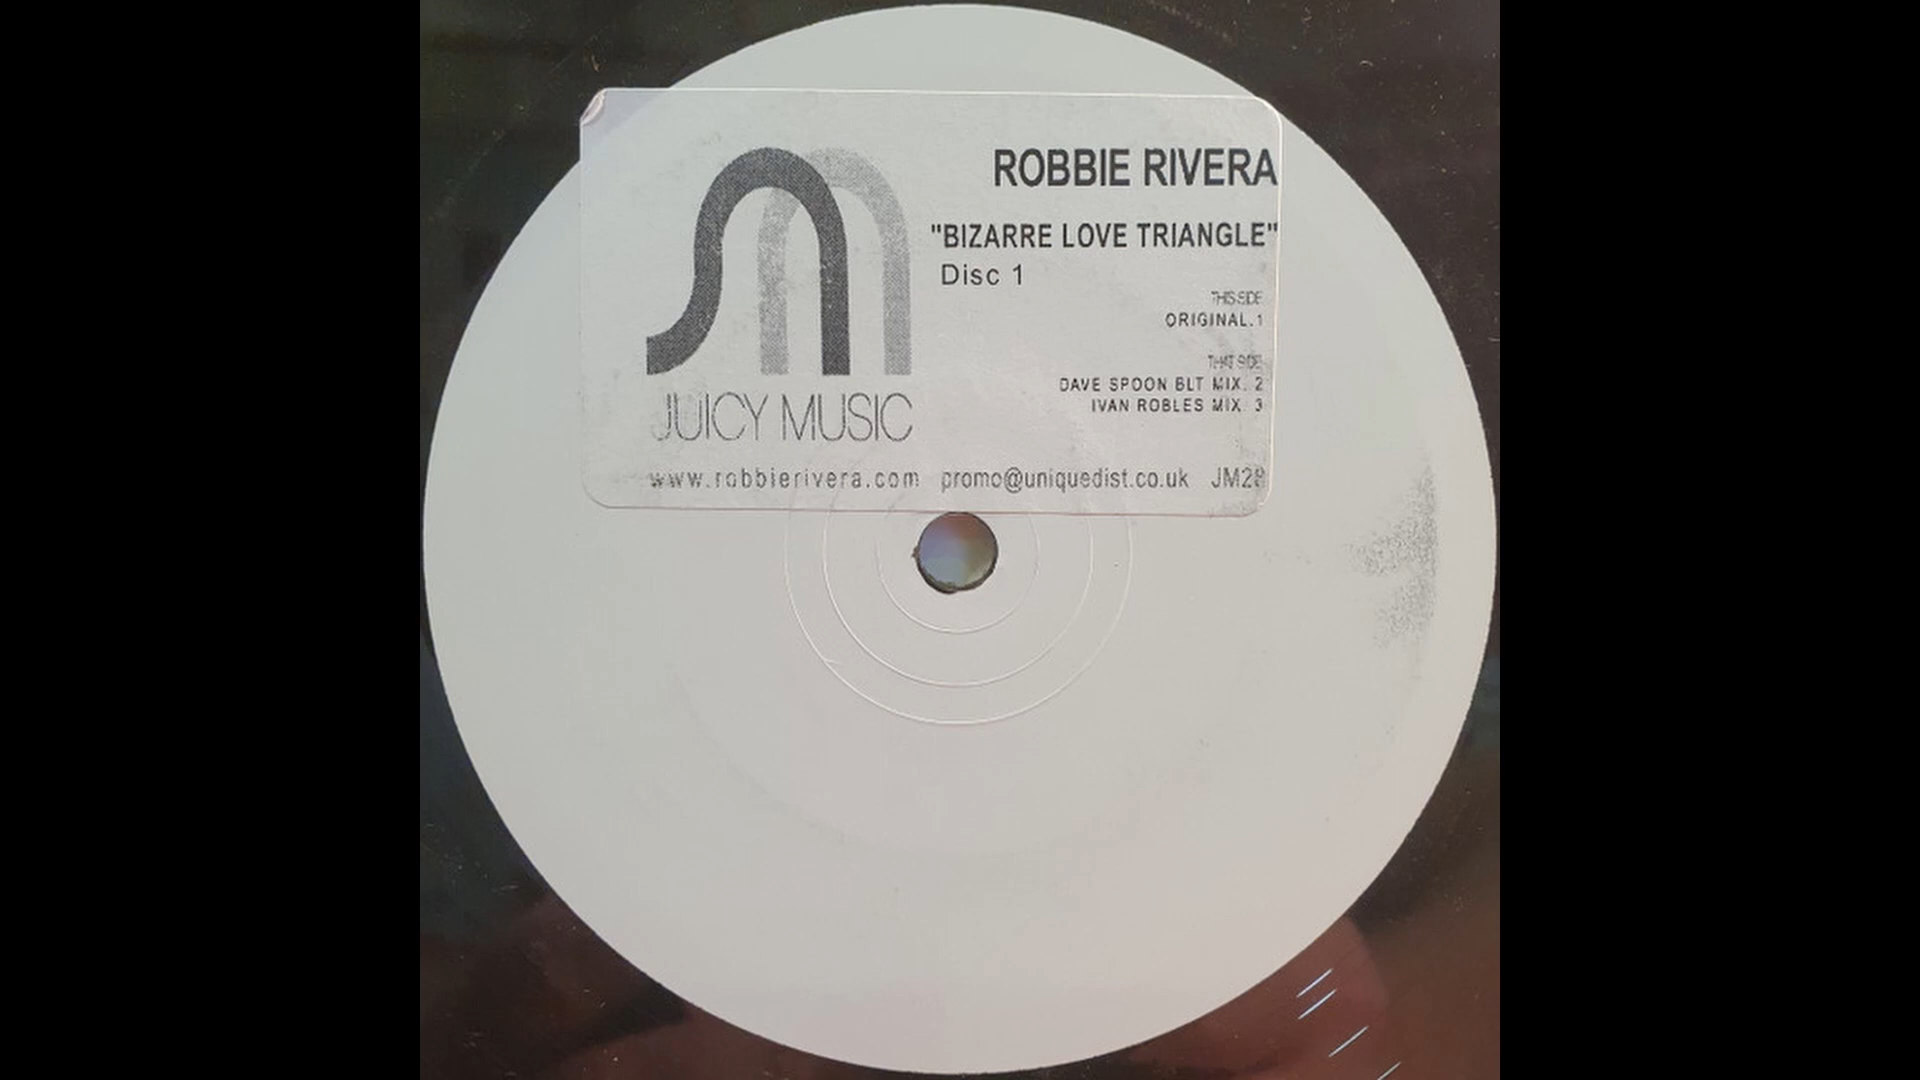 ROBBIE RIVERA
"BIZARRE LOVE TRIANGLE"
Disc 1
THIS SIDE
ORIGINAL.1
THAT SIDE
DAVE SPOON BLT MIX. 2
IVAN ROBLES MIX. 3
JUICY MUSIC
www.robbierivera.com promo@uniquedist.co.uk